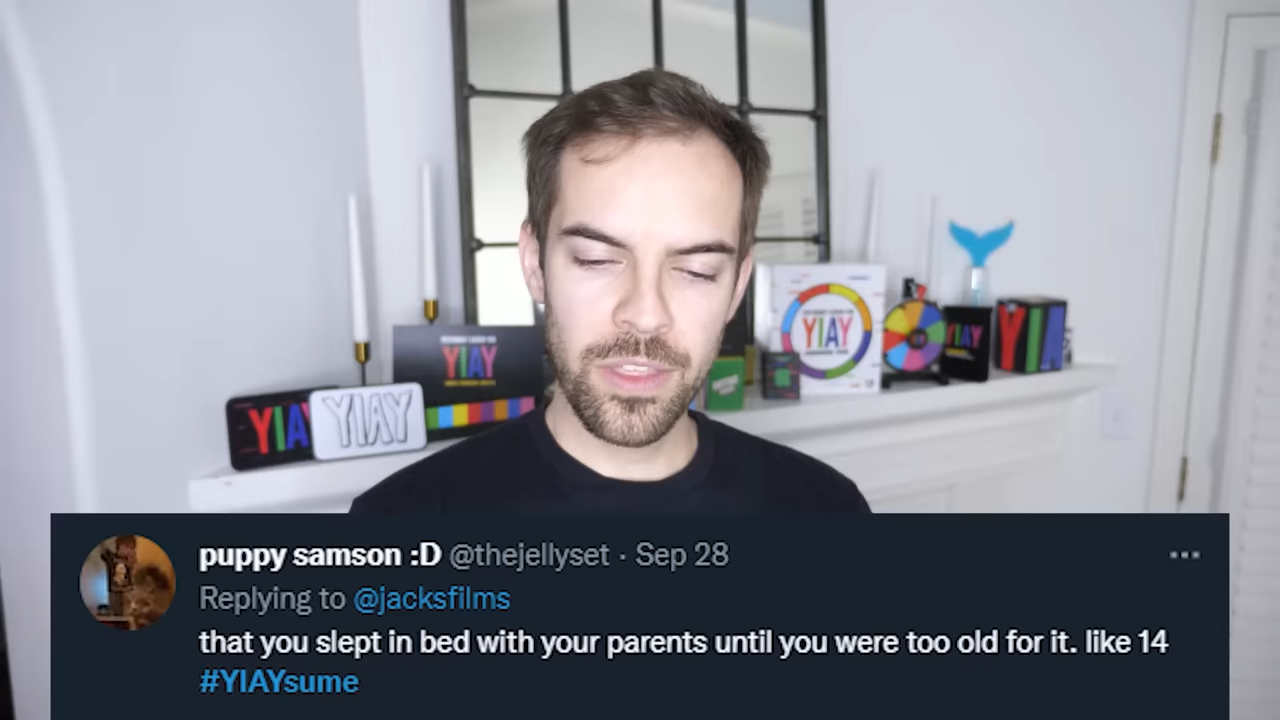 YIAY
YIAY
YIAY
YIAY
YIAY
YIA
puppy samson :D @thejellyset · Sep 28
Replying to @jacksfilms
that you slept in bed with your parents until you were too old for it. like 14
#YIAYsume